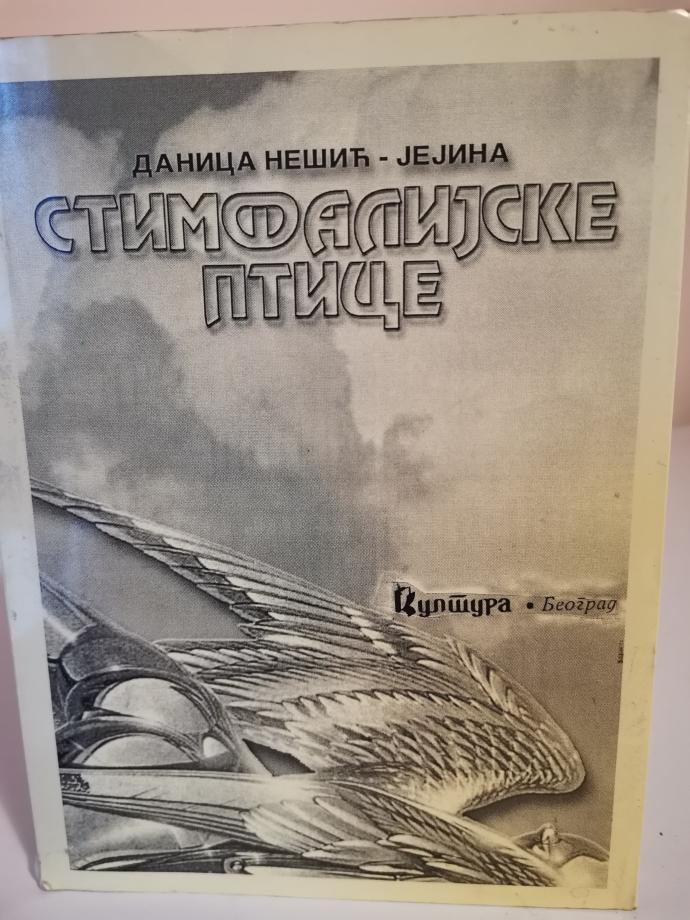 ДАНИЦА НЕШИЋ - ЈЕЈИНА
СТИМФАЛИЈСКЕ
ПТИЦЕ
Култура • Београд